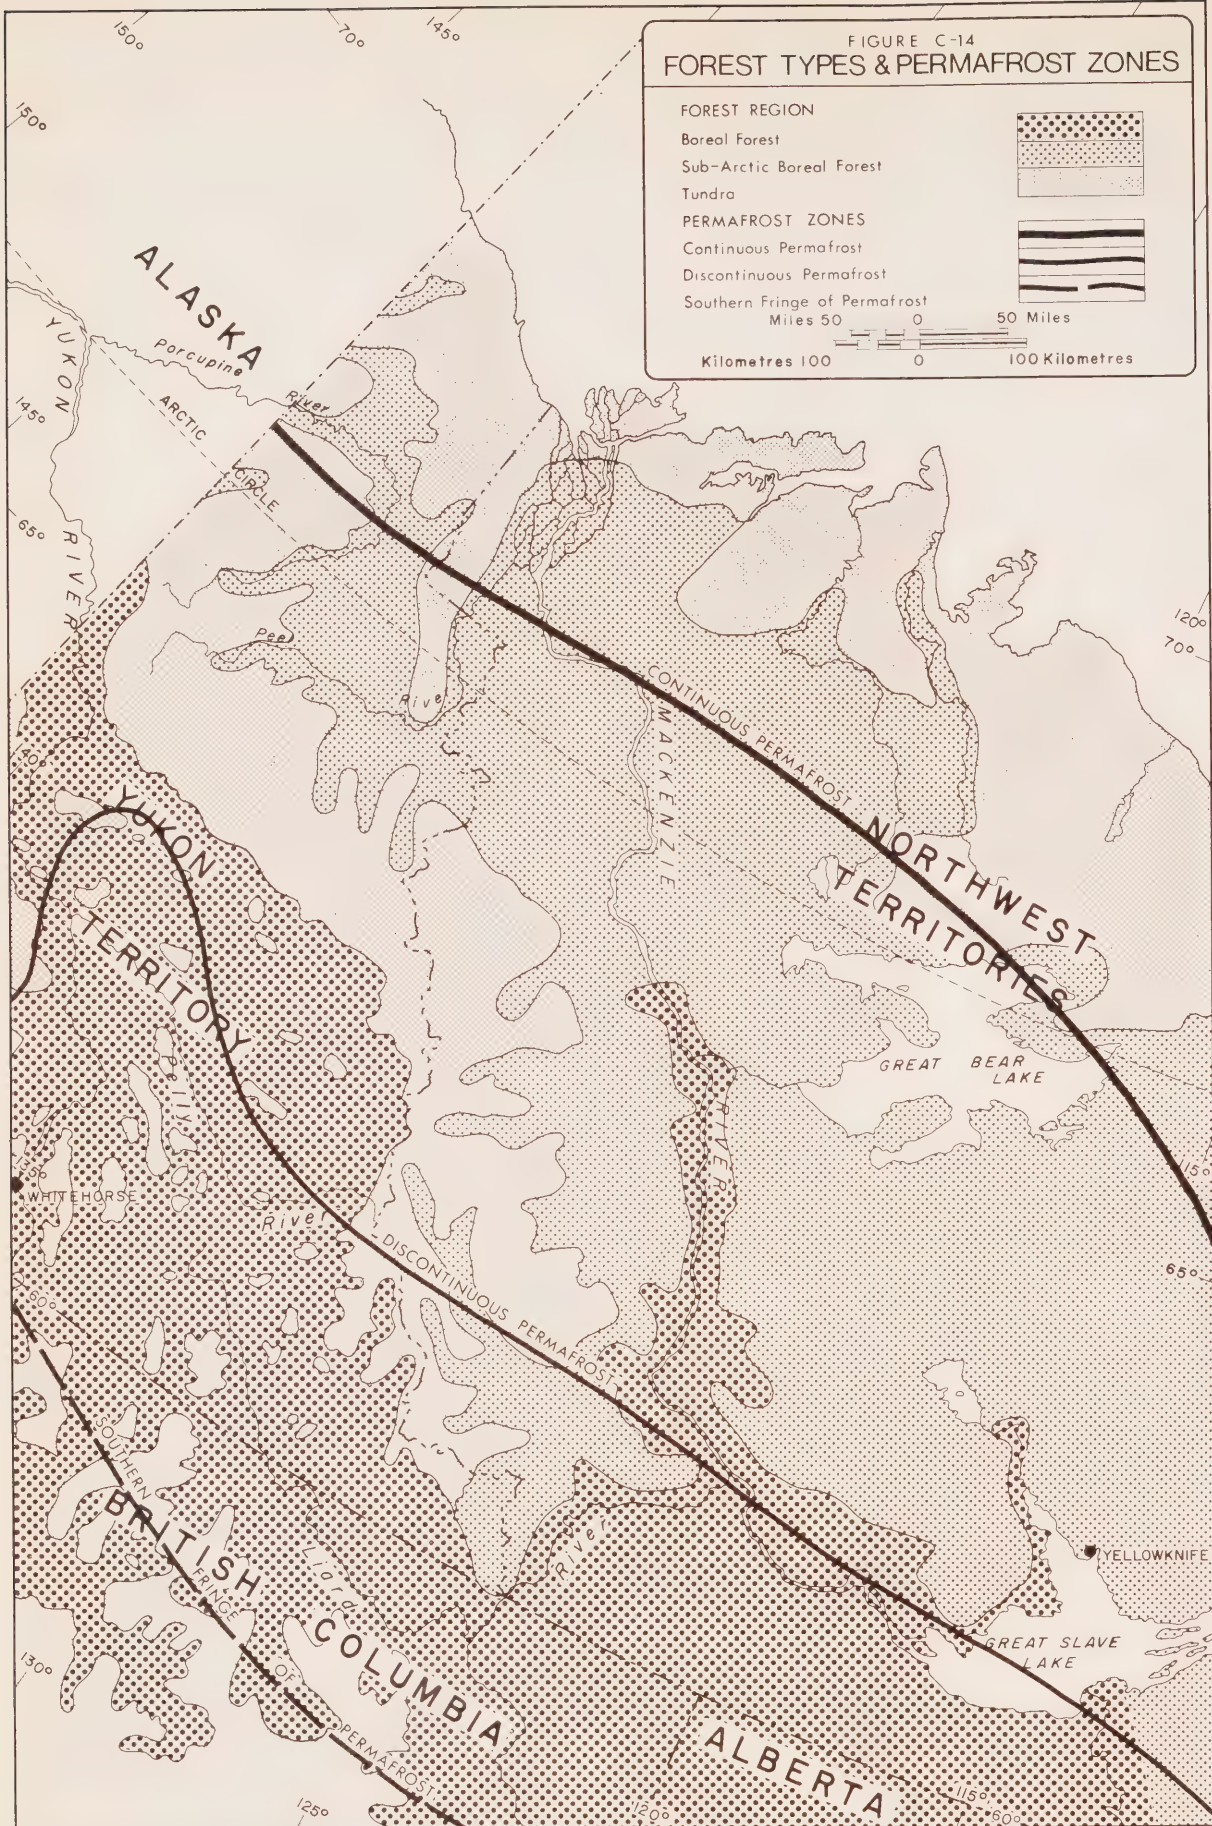 FIGURE C-14
FOREST TYPES & PERMAFROST ZONES
FOREST REGION
Boreal Forest
Sub-Arctic Boreal Forest
Tundra
PERMAFROST ZONES
Continuous Permafrost
Discontinuous Permafrost
Southern Fringe of Permafrost
Miles 50 0 50 Miles
Kilometres 100 0 100 Kilometres
150°
70°
145°
150°
ALASKA
YUKON
RIVER
Porcupine
River
ARCTIC
CIRCLE
145°
65°
120°
70°
Peel
River
140°
CONTINUOUS PERMAFROST
MACKENZIE
RIVER
YUKON
TERRITORY
NORTHWEST
TERRITORIES
GREAT BEAR
LAKE
Pelly
River
135°
WHITEHORSE
115°
65°
60°
DISCONTINUOUS PERMAFROST
SOUTHERN
FRINGE
OF
PERMAFROST
BRITISH
COLUMBIA
Liard
River
YELLOWKNIFE
GREAT SLAVE
LAKE
130°
ALBERTA
125°
120°
115°
60°